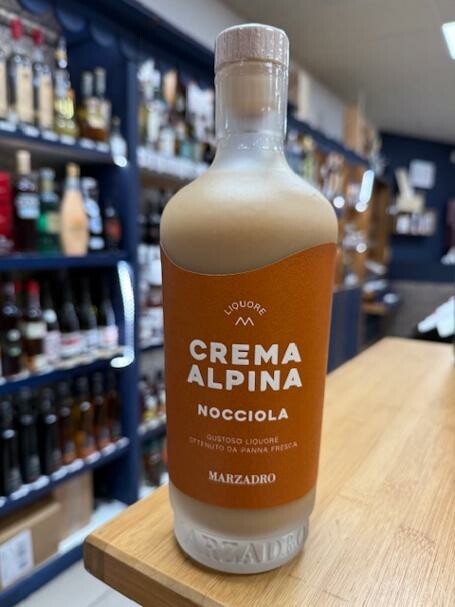 LIQUORE
CREMA
ALPINA
NOCCIOLA
GUSTOSO LIQUORE
OTTENUTO DA PANNA FRESCA
MARZADRO
MARZADRO